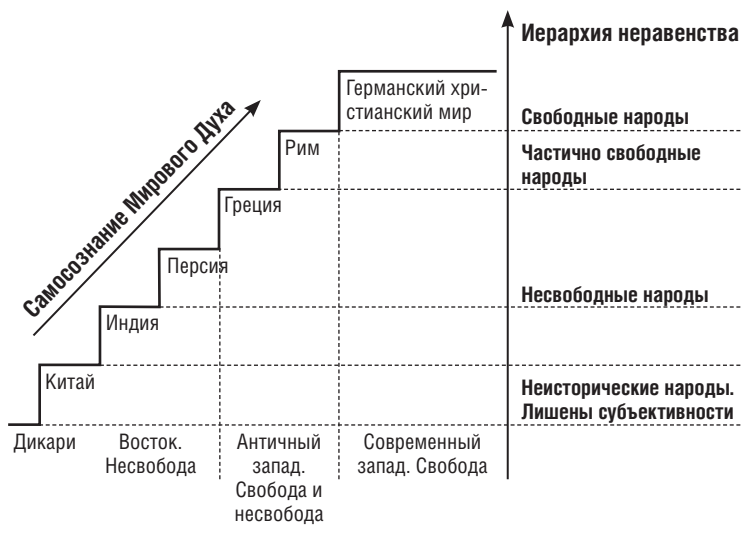 Иерархия неравенства
Германский хри-
стианский мир
Свободные народы
Рим
Частично свободные
народы
Самосознание Мирового Духа
Греция
Персия
Несвободные народы
Индия
Китай
Неисторические народы.
Лишены субъективности
Дикари
Восток.
Несвобода
Античный
запад.
Свобода и
несвобода
Современный
запад. Свобода